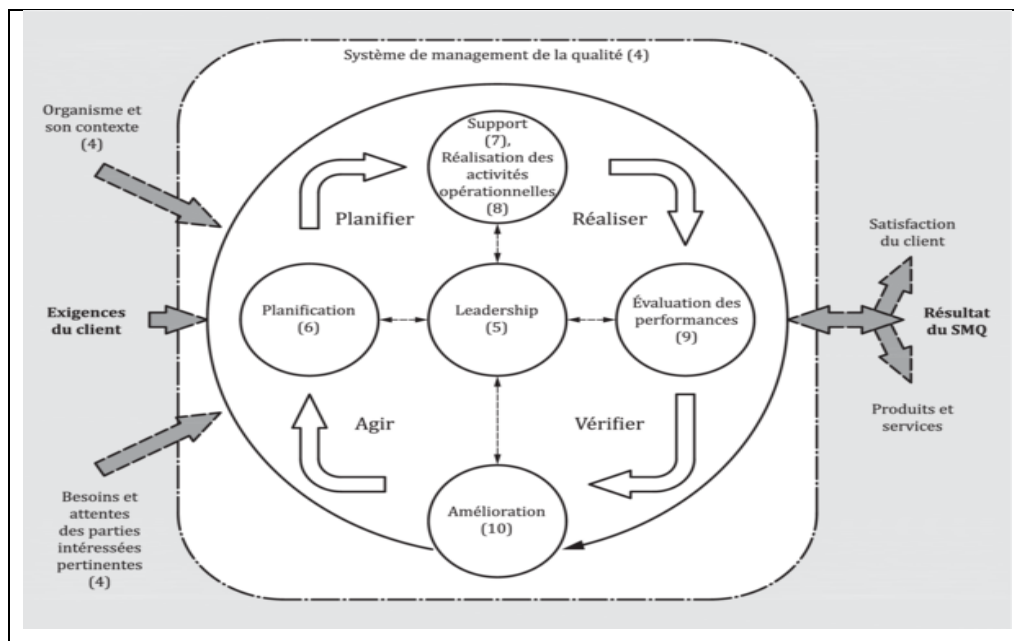 Système de management de la qualité (4)
Organisme et
son contexte
(4)
Support
(7),
Réalisation des
activités
opérationnelles
(8)
Planifier
Réaliser
Satisfaction
du client
Exigences
du client
Planification
(6)
Leadership
(5)
Évaluation des
performances
(9)
Résultat
du SMQ
Agir
Vérifier
Produits et
services
Besoins et
attentes
des parties
intéressées
pertinentes
(4)
Amélioration
(10)